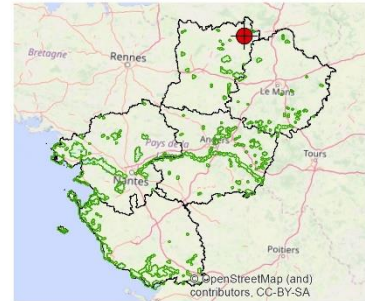 Bretagne
Rennes
Le Mans
Pays de la
Angers
Tours
Nantes
Poitiers
© OpenStreetMap (and)
contributors, CC-BY-SA